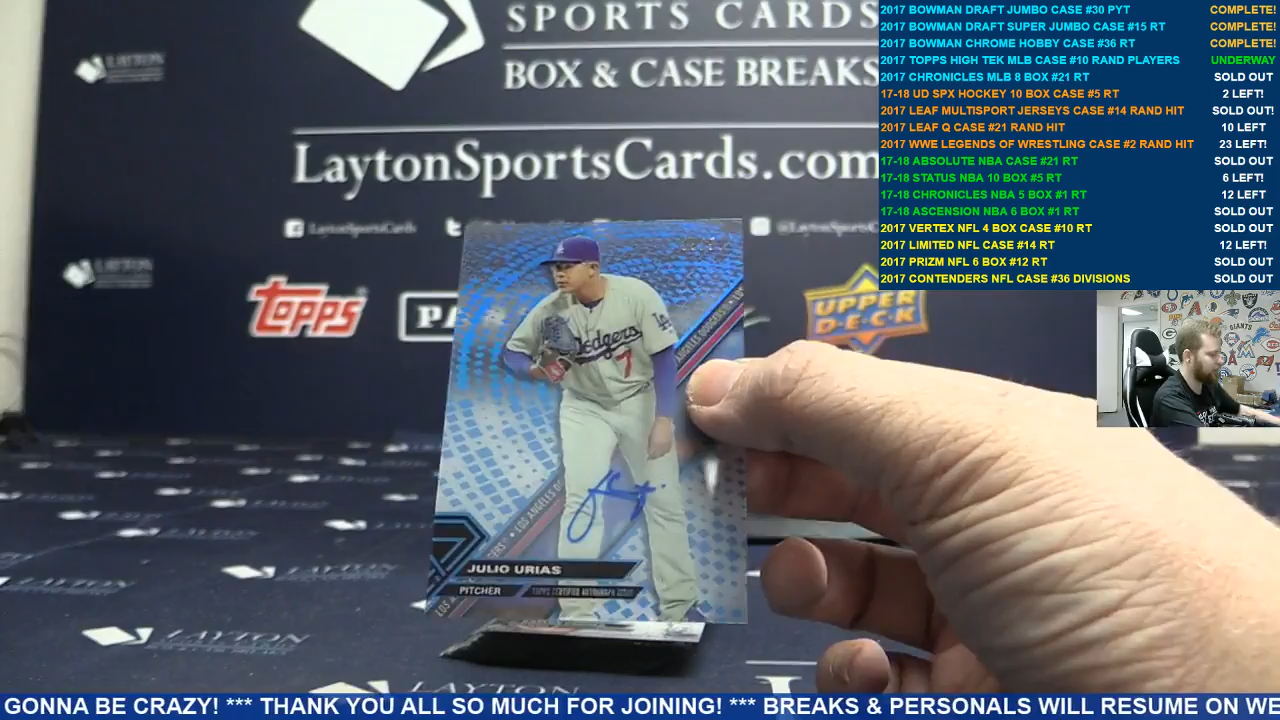 SPORTS CARDS
BOX & CASE BREAKS
LaytonSportsCards.com
LaytonSportsCards
LAYTON
topps
PA
UPPER
DECK
Dodgers
7
LA
ANGELES DODGERS
LOS ANGELES
JULIO URIAS
PITCHER
TOPPS CERTIFIED AUTOGRAPH ISSUE
LAYTON
GIANTS
2017 BOWMAN DRAFT JUMBO CASE #30 PYT COMPLETE!
2017 BOWMAN DRAFT SUPER JUMBO CASE #15 RT COMPLETE!
2017 BOWMAN CHROME HOBBY CASE #36 RT COMPLETE!
2017 TOPPS HIGH TEK MLB CASE #10 RAND PLAYERS UNDERWAY
2017 CHRONICLES MLB 8 BOX #21 RT SOLD OUT
17-18 UD SPX HOCKEY 10 BOX CASE #5 RT 2 LEFT!
2017 LEAF MULTISPORT JERSEYS CASE #14 RAND HIT SOLD OUT!
2017 LEAF Q CASE #21 RAND HIT 10 LEFT
2017 WWE LEGENDS OF WRESTLING CASE #2 RAND HIT 23 LEFT!
17-18 ABSOLUTE NBA CASE #21 RT SOLD OUT
17-18 STATUS NBA 10 BOX #5 RT 6 LEFT!
17-18 CHRONICLES NBA 5 BOX #1 RT 12 LEFT
17-18 ASCENSION NBA 6 BOX #1 RT SOLD OUT
2017 VERTEX NFL 4 BOX CASE #10 RT SOLD OUT
2017 LIMITED NFL CASE #14 RT 12 LEFT!
2017 PRIZM NFL 6 BOX #12 RT SOLD OUT
2017 CONTENDERS NFL CASE #36 DIVISIONS SOLD OUT
GONNA BE CRAZY! *** THANK YOU ALL SO MUCH FOR JOINING! *** BREAKS & PERSONALS WILL RESUME ON WE